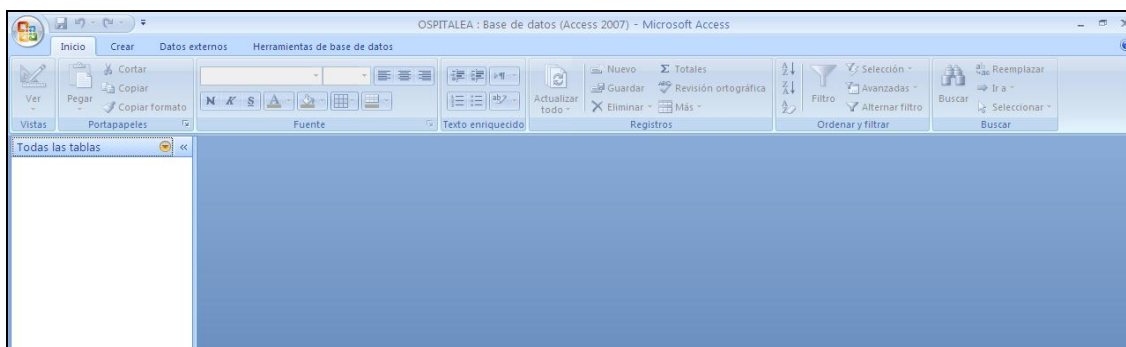 OSPITALEA : Base de datos (Access 2007) - Microsoft Access
Inicio Crear Datos externos Herramientas de base de datos
Ver
Vistas
Pegar
Cortar
Copiar
Copiar formato
Portapapeles
N K S A
Fuente
Texto enriquecido
Actualizar
todo
Nuevo
Guardar
Eliminar
Σ Totales
Revisión ortográfica
Más
Registros
Filtro
Selección
Avanzadas
Alternar filtro
Ordenar y filtrar
Buscar
Reemplazar
Ir a
Seleccionar
Buscar
Todas las tablas